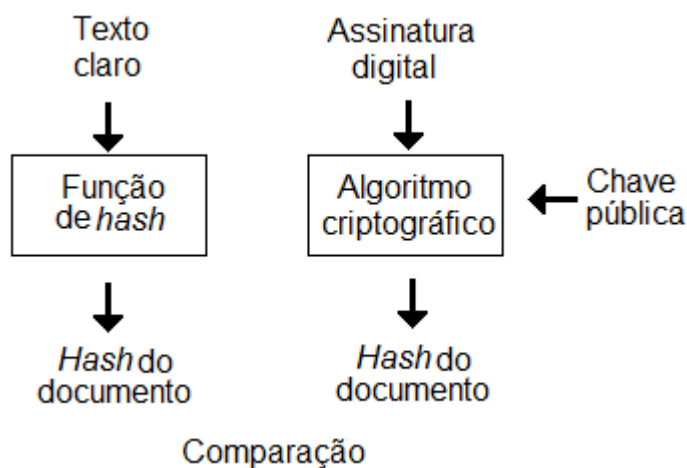 Texto
claro
Assinatura
digital
Função
de hash
Algoritmo
criptográfico
Chave
pública
Hash do
documento
Hash do
documento
Comparação